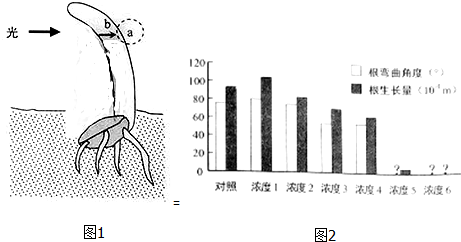 光
b
a
=
图1
120
100
80
60
40
20
0
根弯曲角度(°)
根生长量(10⁻⁴m)
? ? ?
对照 浓度1 浓度2 浓度3 浓度4 浓度5 浓度6
图2